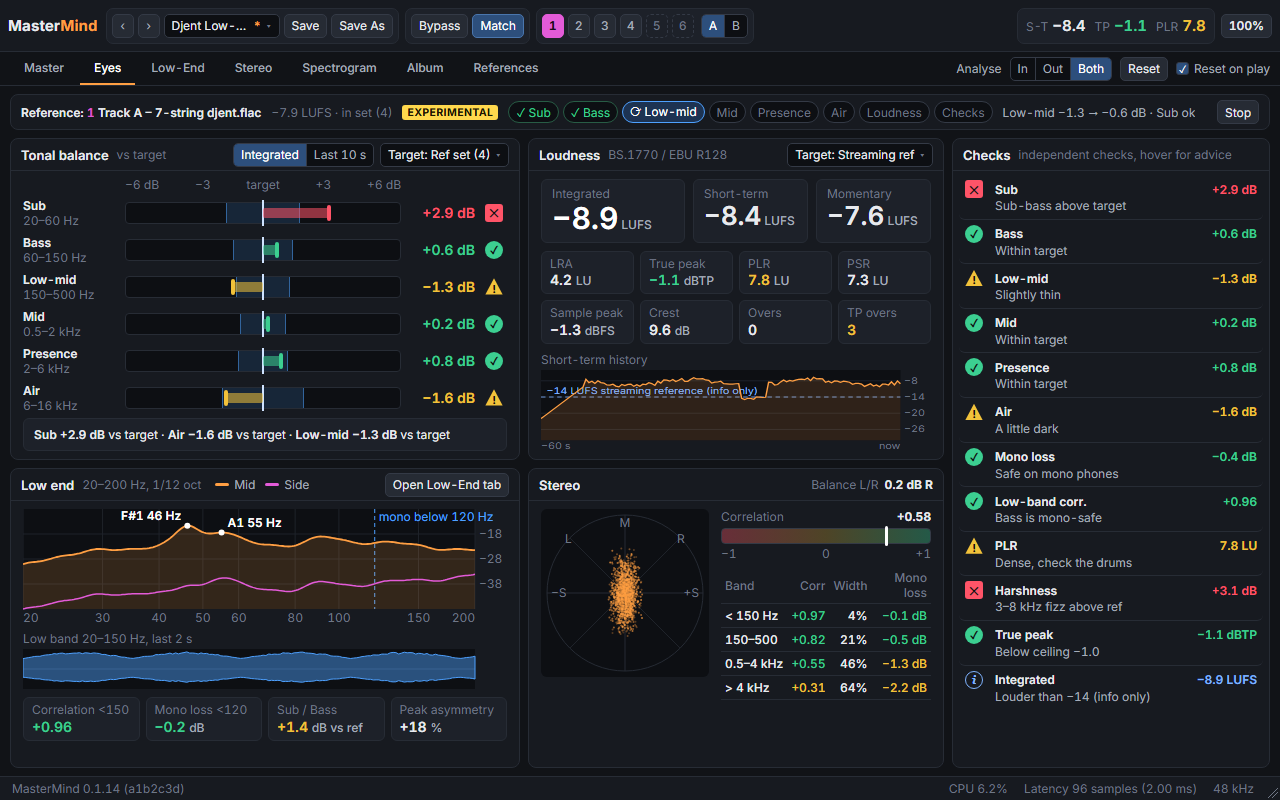 MasterMind ‹ › Djent Low-... * Save Save As Bypass Match 1 2 3 4 5 6 A B S-T −8.4 TP −1.1 PLR 7.8 100%
Master Eyes Low-End Stereo Spectrogram Album References Analyse In Out Both Reset Reset on play
Reference: 1 Track A – 7-string djent.flac −7.9 LUFS · in set (4) EXPERIMENTAL ✓ Sub ✓ Bass ⟳ Low-mid Mid Presence Air Loudness Checks Low-mid −1.3 → −0.6 dB · Sub ok Stop
Tonal balance vs target Integrated Last 10 s Target: Ref set (4)
−6 dB −3 target +3 +6 dB
Sub
20–60 Hz
+2.9 dB
Bass
60–150 Hz
+0.6 dB
Low-mid
150–500 Hz
−1.3 dB
Mid
0.5–2 kHz
+0.2 dB
Presence
2–6 kHz
+0.8 dB
Air
6–16 kHz
−1.6 dB
Sub +2.9 dB vs target · Air −1.6 dB vs target · Low-mid −1.3 dB vs target
Loudness BS.1770 / EBU R128 Target: Streaming ref
Integrated
−8.9 LUFS
Short-term
−8.4 LUFS
Momentary
−7.6 LUFS
LRA
4.2 LU
True peak
−1.1 dBTP
PLR
7.8 LU
PSR
7.3 LU
Sample peak
−1.3 dBFS
Crest
9.6 dB
Overs
0
TP overs
3
Short-term history
−14 LUFS streaming reference (info only)
−8
−14
−20
−26
−60 s now
Checks independent checks, hover for advice
Sub +2.9 dB
Sub-bass above target
Bass +0.6 dB
Within target
Low-mid −1.3 dB
Slightly thin
Mid +0.2 dB
Within target
Presence +0.8 dB
Within target
Air −1.6 dB
A little dark
Mono loss −0.4 dB
Safe on mono phones
Low-band corr. +0.96
Bass is mono-safe
PLR 7.8 LU
Dense, check the drums
Harshness +3.1 dB
3–8 kHz fizz above ref
True peak −1.1 dBTP
Below ceiling −1.0
Integrated −8.9 LUFS
Louder than −14 (info only)
Low end 20–200 Hz, 1/12 oct Mid Side Open Low-End tab
F#1 46 Hz A1 55 Hz mono below 120 Hz
−18
−28
−38
20 30 40 50 60 80 100 150 200
Low band 20–150 Hz, last 2 s
Correlation <150
+0.96
Mono loss <120
−0.2 dB
Sub / Bass
+1.4 dB vs ref
Peak asymmetry
+18 %
Stereo Balance L/R 0.2 dB R
M
L R
−S +S
Correlation +0.58
−1 0 +1
Band Corr Width Mono loss
< 150 Hz +0.97 4% −0.1 dB
150–500 +0.82 21% −0.5 dB
0.5–4 kHz +0.55 46% −1.3 dB
> 4 kHz +0.31 64% −2.2 dB
MasterMind 0.1.14 (a1b2c3d) CPU 6.2% Latency 96 samples (2.00 ms) 48 kHz